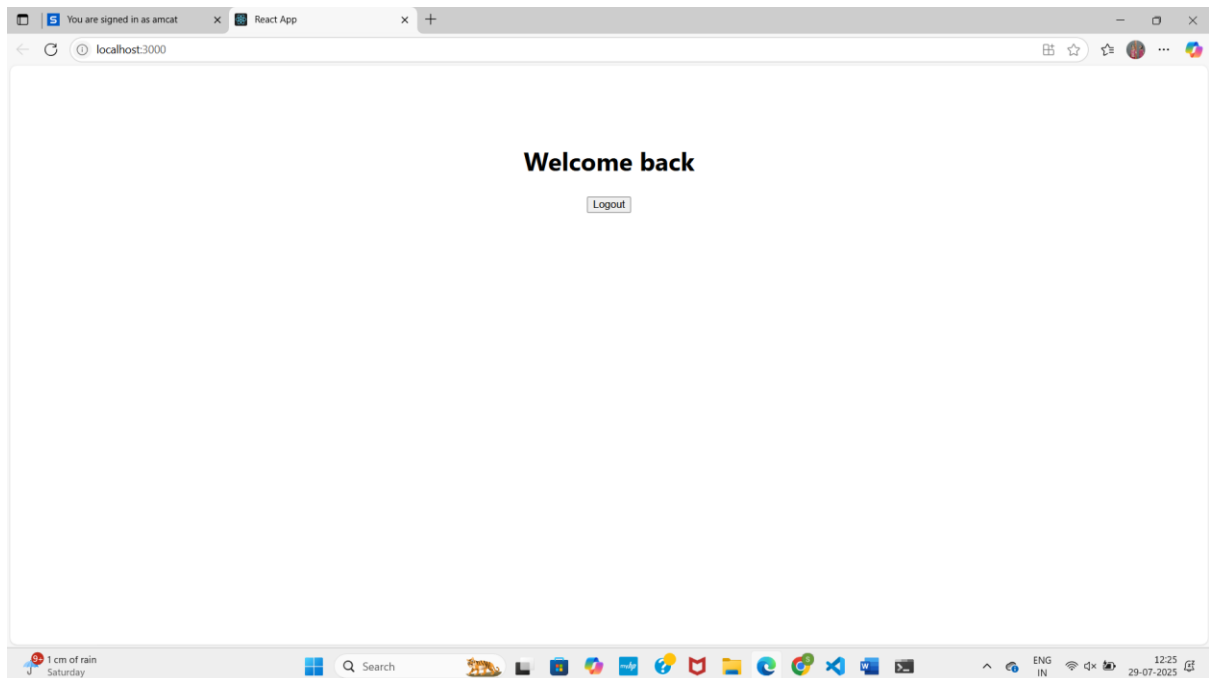 You are signed in as amcat
React App
localhost:3000
Welcome back
Logout
1 cm of rain
Saturday
Search
ENG
IN
12:25
29-07-2025